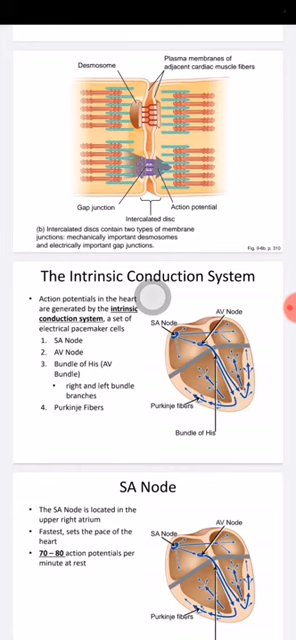 Desmosome
Plasma membranes of
adjacent cardiac muscle fibers
Gap junction
Action potential
Intercalated disc
(b) Intercalated discs contain two types of membrane
junctions: mechanically important desmosomes
and electrically important gap junctions.
Fig. 9-6b, p. 310
The Intrinsic Conduction System
• Action potentials in the heart
are generated by the intrinsic
conduction system, a set of
electrical pacemaker cells
1. SA Node
2. AV Node
3. Bundle of His (AV
Bundle)
• right and left bundle
branches
4. Purkinje Fibers
AV Node
SA Node
Purkinje fibers
Bundle of His
SA Node
• The SA Node is located in the
upper right atrium
• Fastest, sets the pace of the
heart
• 70 – 80 action potentials per
minute at rest
AV Node
SA Node
Purkinje fibers